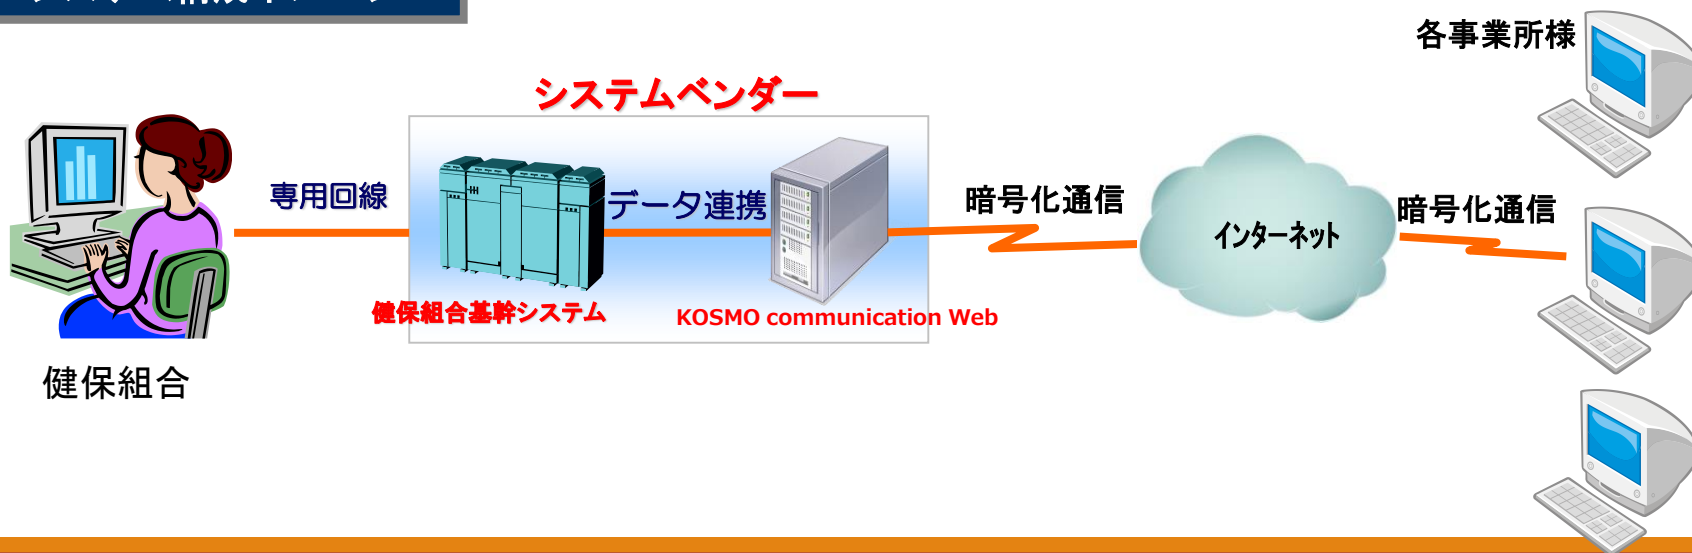 各事業所様
システムベンダー
専用回線
データ連携
暗号化通信
インターネット
暗号化通信
健保組合基幹システム
KOSMO communication Web
健保組合